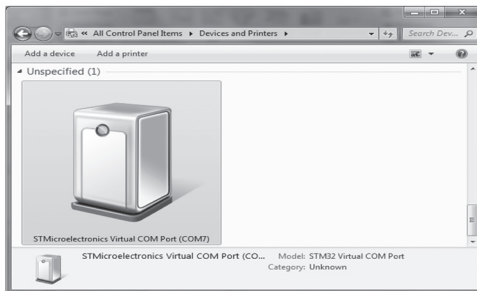 « All Control Panel Items ▸ Devices and Printers ▸
Search Dev...
Add a device Add a printer
Unspecified (1)
STMicroelectronics Virtual COM Port (COM7)
STMicroelectronics Virtual COM Port (CO... Model: STM32 Virtual COM Port
Category: Unknown